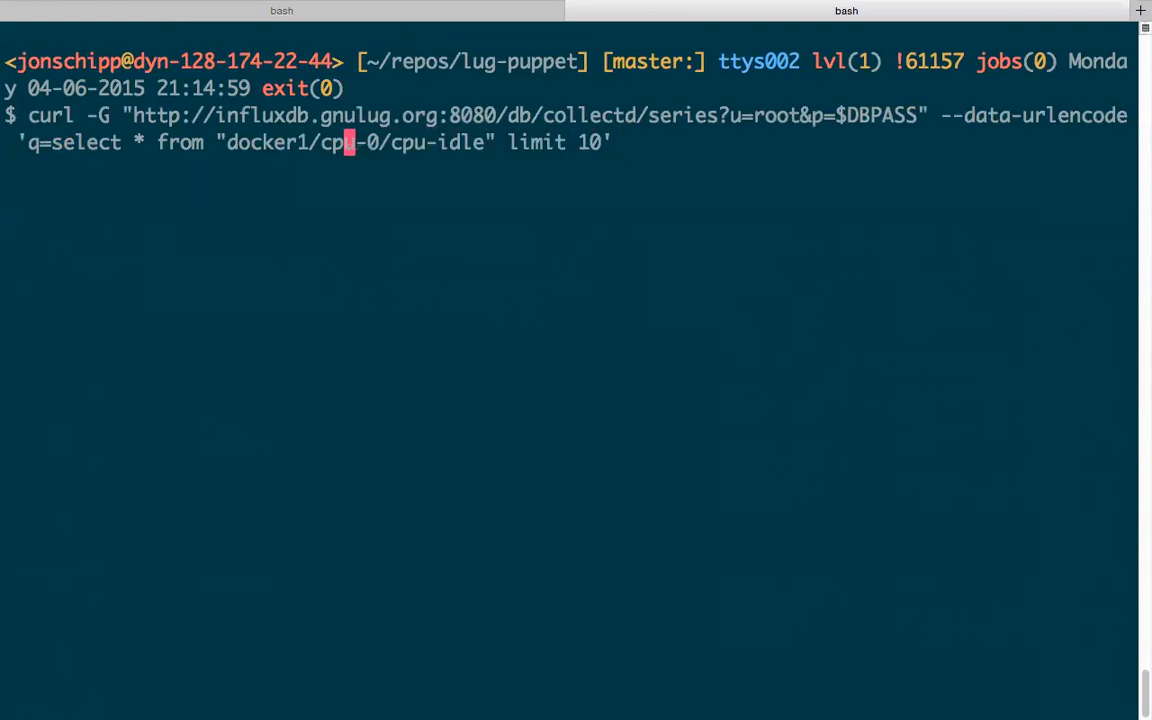 bash bash +
<jonschipp@dyn-128-174-22-44> [~/repos/lug-puppet] [master:] ttys002 lvl(1) !61157 jobs(0) Monda
y 04-06-2015 21:14:59 exit(0)
$ curl -G "http://influxdb.gnulug.org:8080/db/collectd/series?u=root&p=$DBPASS" --data-urlencode
'q=select * from "docker1/cpu-0/cpu-idle" limit 10'